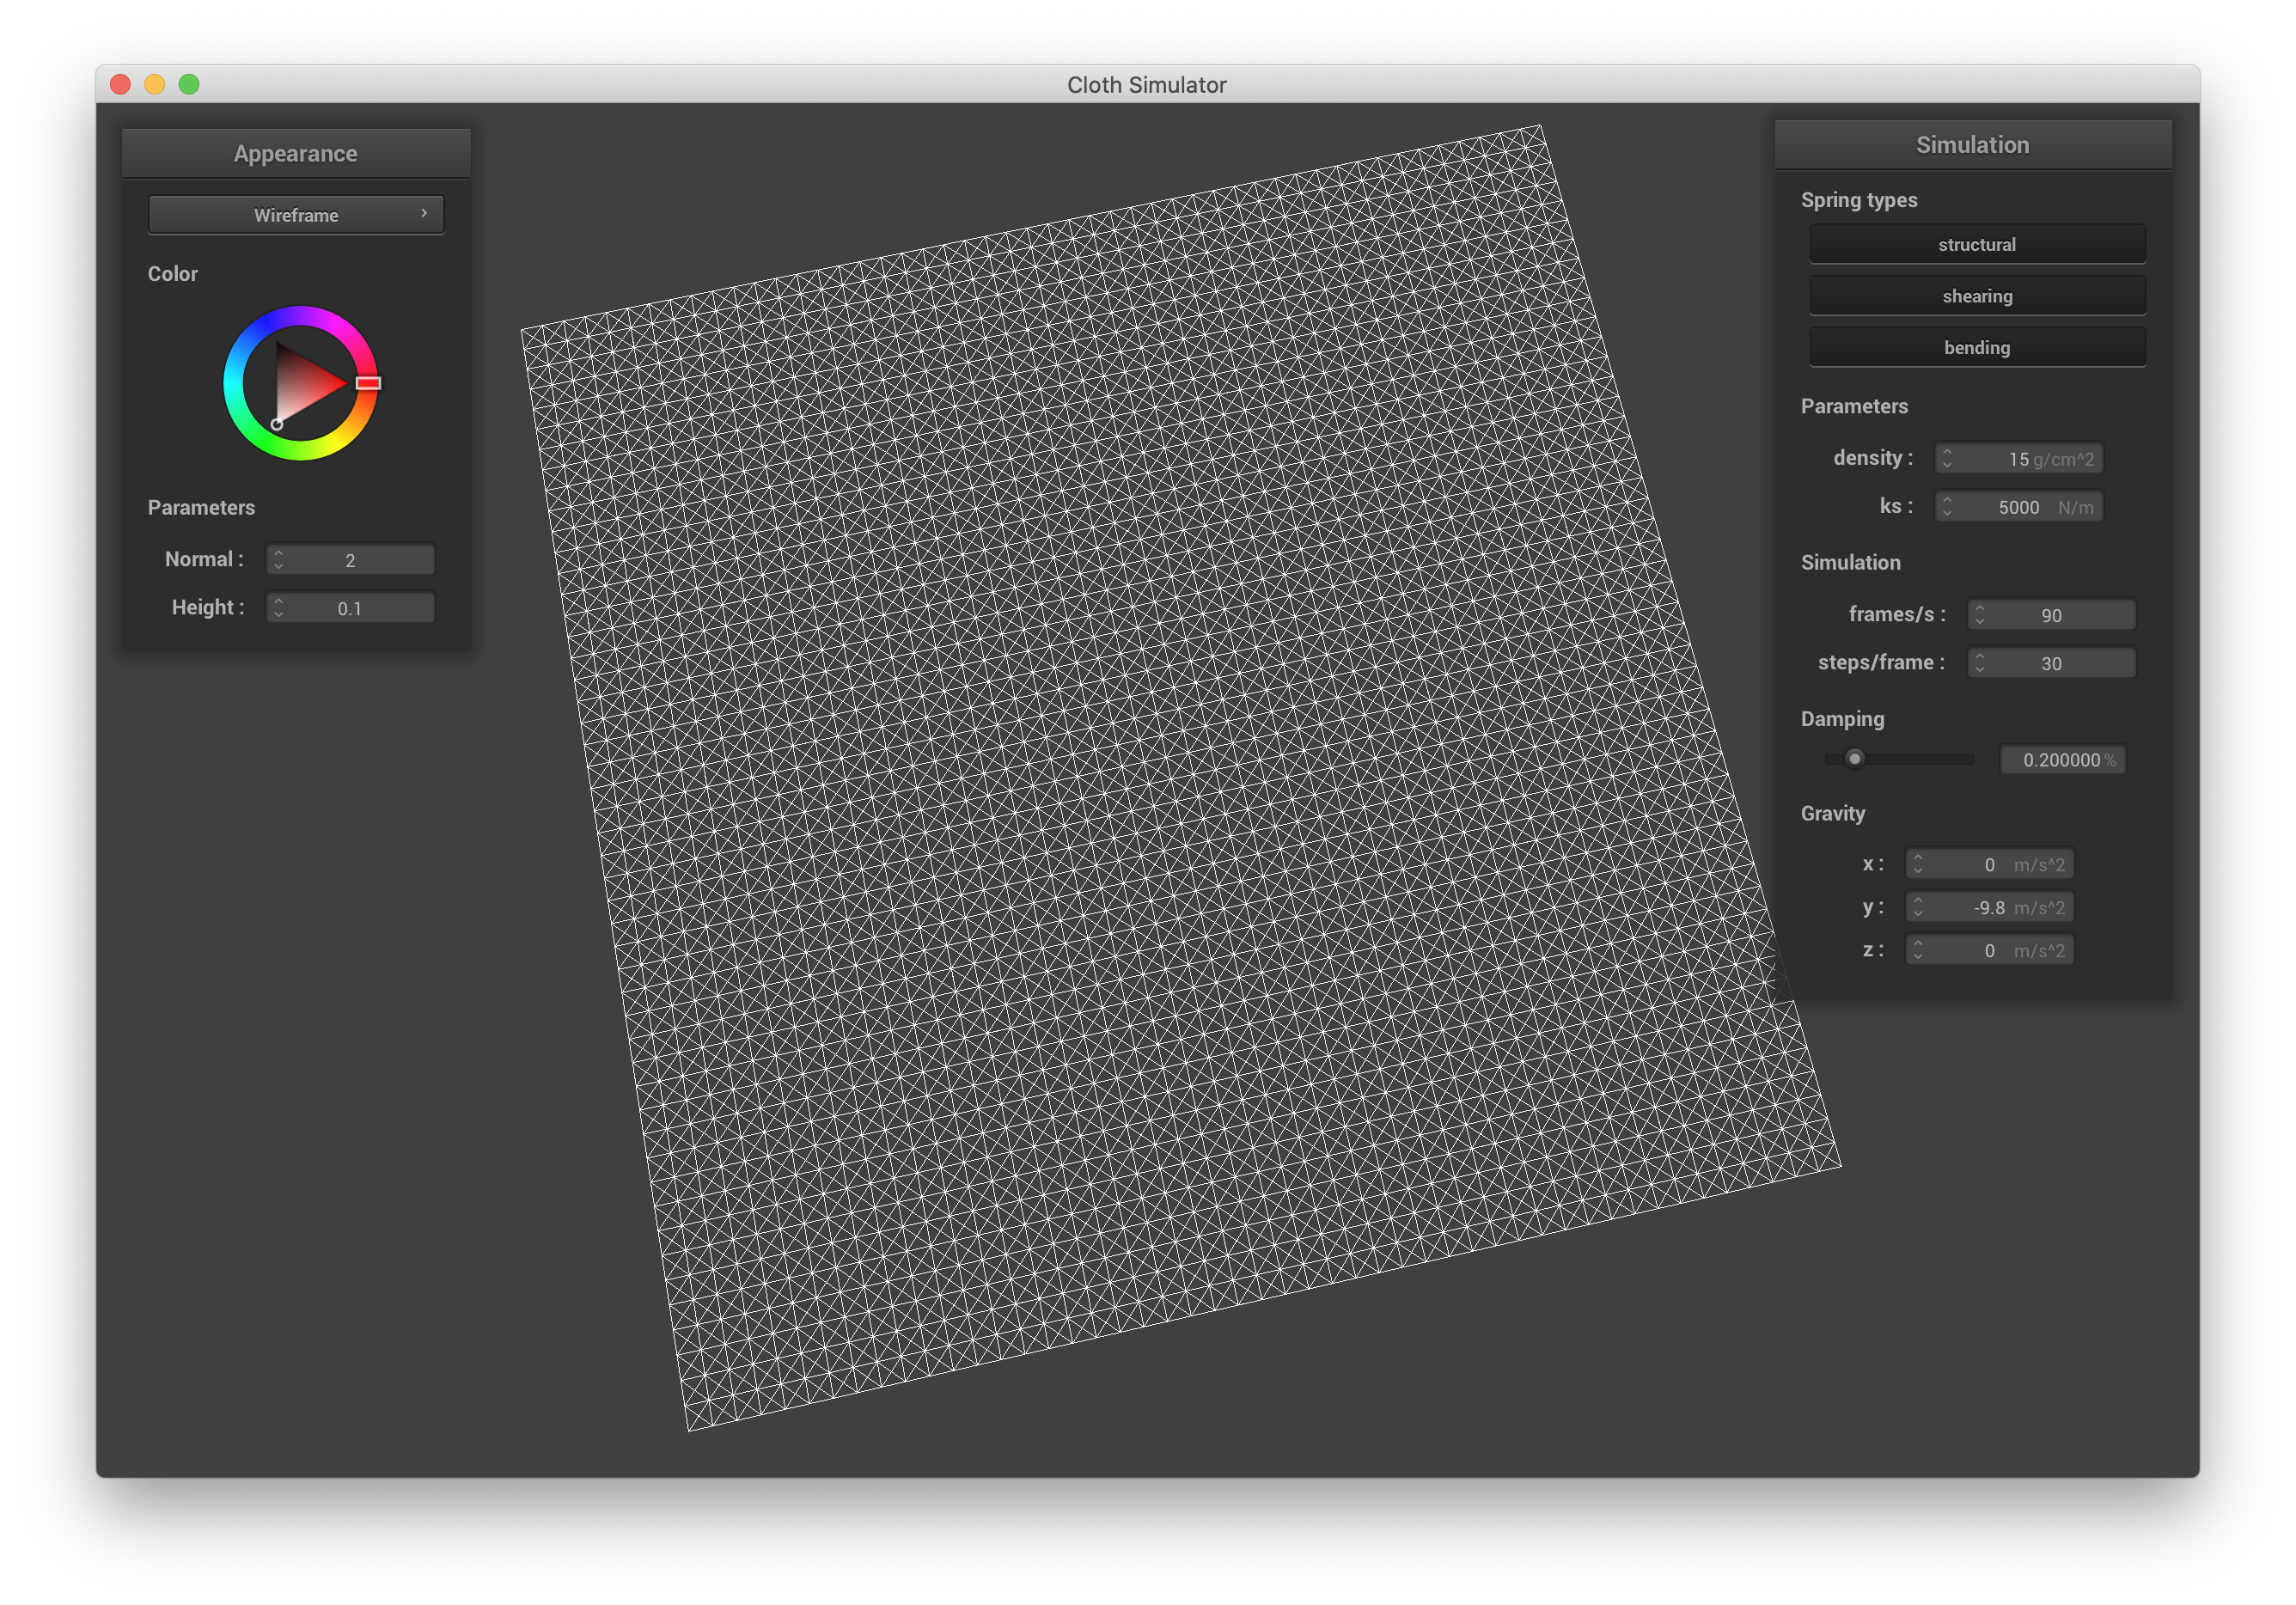 Cloth Simulator
Appearance
Wireframe
Color
Parameters
Normal : 2
Height : 0.1
Simulation
Spring types
structural
shearing
bending
Parameters
density : 15 g/cm^2
ks : 5000 N/m
Simulation
frames/s : 90
steps/frame : 30
Damping
0.200000 %
Gravity
x : 0 m/s^2
y : -9.8 m/s^2
z : 0 m/s^2